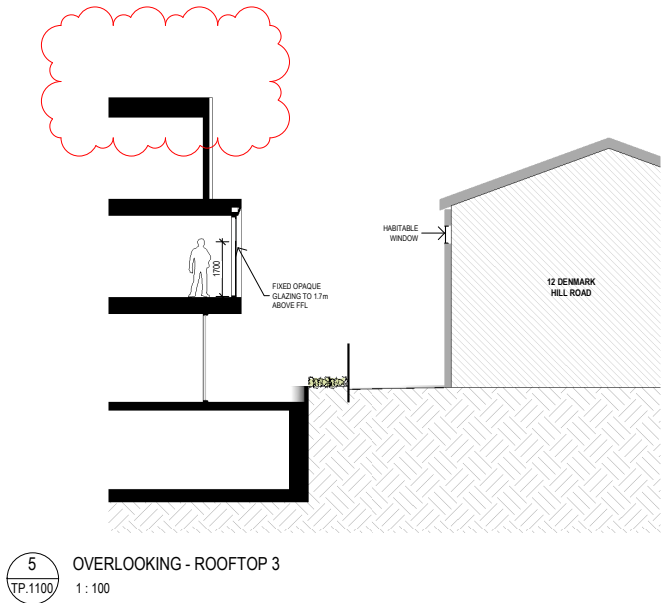 HABITABLE
WINDOW
1700
FIXED OPAQUE
GLAZING TO 1.7m
ABOVE FFL
12 DENMARK
HILL ROAD
5
TP.1100
OVERLOOKING - ROOFTOP 3
1 : 100